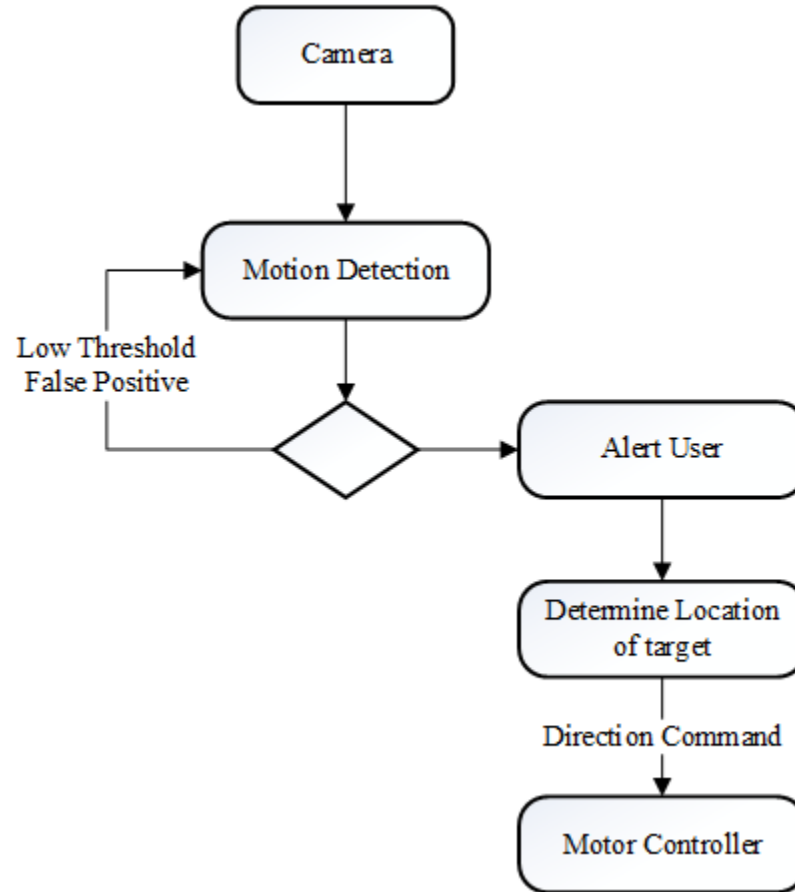 Camera
Motion Detection
Low Threshold
False Positive
Alert User
Determine Location
of target
Direction Command
Motor Controller